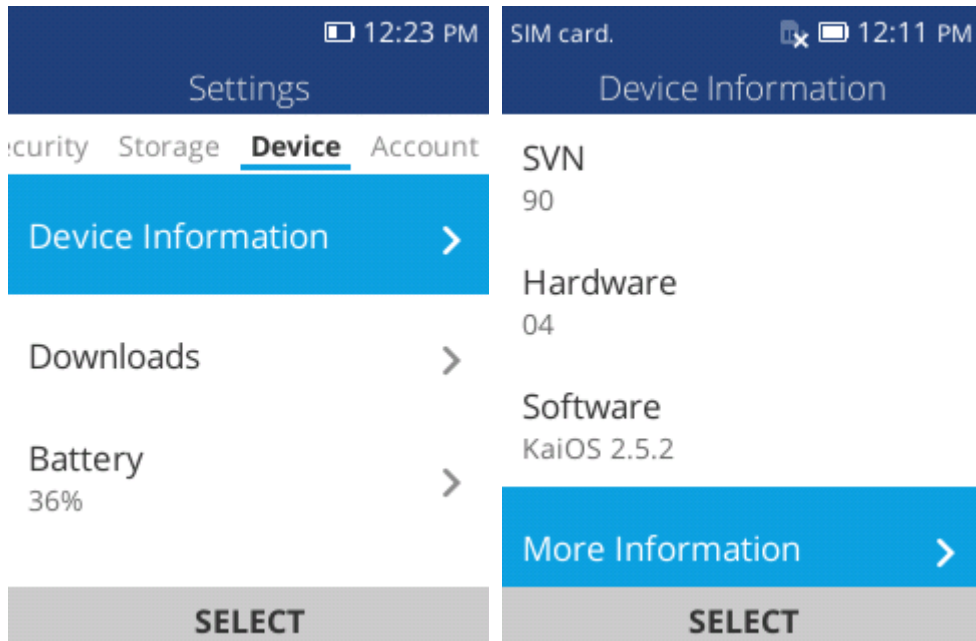 12:23 PM
Settings
curity Storage Device Account
Device Information
Downloads
Battery
36%
SELECT
SIM card. 12:11 PM
Device Information
SVN
90
Hardware
04
Software
KaiOS 2.5.2
More Information
SELECT